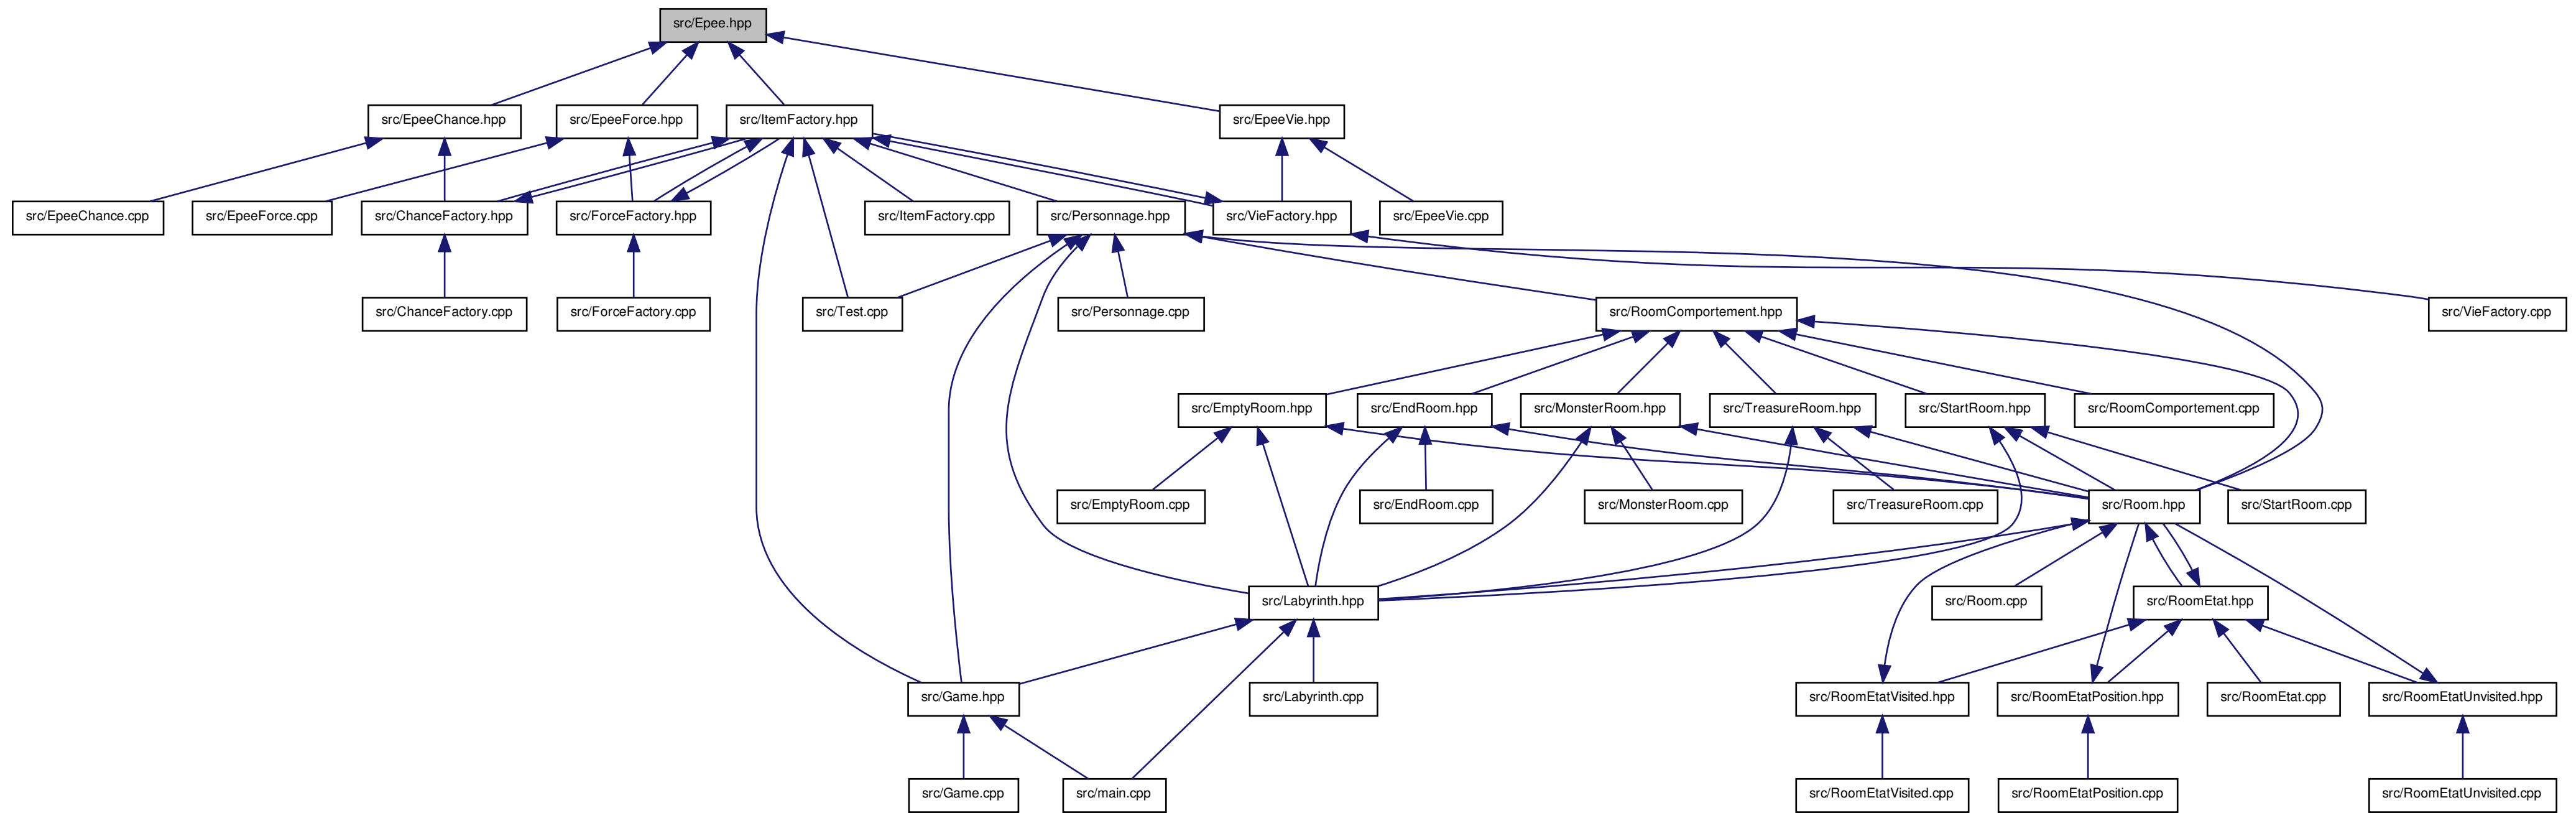 src/Epee.hpp
src/EpeeChance.hpp
src/EpeeForce.hpp
src/ItemFactory.hpp
src/EpeeVie.hpp
src/EpeeChance.cpp
src/EpeeForce.cpp
src/ChanceFactory.hpp
src/ForceFactory.hpp
src/ItemFactory.cpp
src/Personnage.hpp
src/VieFactory.hpp
src/EpeeVie.cpp
src/ChanceFactory.cpp
src/ForceFactory.cpp
src/Test.cpp
src/Personnage.cpp
src/RoomComportement.hpp
src/VieFactory.cpp
src/EmptyRoom.hpp
src/EndRoom.hpp
src/MonsterRoom.hpp
src/TreasureRoom.hpp
src/StartRoom.hpp
src/RoomComportement.cpp
src/EmptyRoom.cpp
src/EndRoom.cpp
src/MonsterRoom.cpp
src/TreasureRoom.cpp
src/Room.hpp
src/StartRoom.cpp
src/Labyrinth.hpp
src/Room.cpp
src/RoomEtat.hpp
src/Game.hpp
src/Labyrinth.cpp
src/RoomEtatVisited.hpp
src/RoomEtatPosition.hpp
src/RoomEtat.cpp
src/RoomEtatUnvisited.hpp
src/Game.cpp
src/main.cpp
src/RoomEtatVisited.cpp
src/RoomEtatPosition.cpp
src/RoomEtatUnvisited.cpp